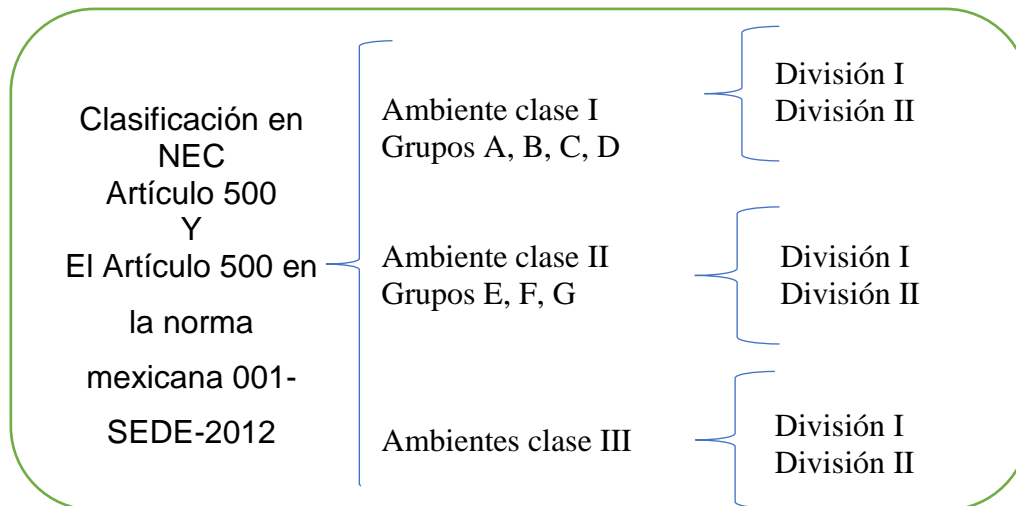 Clasificación en
NEC
Artículo 500
Y
El Artículo 500 en
la norma
mexicana 001-
SEDE-2012
Ambiente clase I
Grupos A, B, C, D
División I
División II
Ambiente clase II
Grupos E, F, G
División I
División II
Ambientes clase III
División I
División II